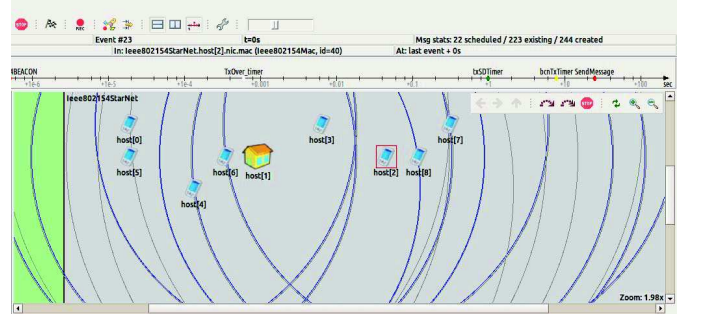 STOP
REC
Event #23 t=0s Msg stats: 22 scheduled / 223 existing / 244 created
In: Ieee802154StarNet.host[2].nic.mac (Ieee802154Mac, id=40) At: last event + 0s
BEACON TxOver_timer txSDTimer bcnTxTimer SendMessage
+1e-6 +1e-5 +1e-4 +0.001 +0.01 +0.1 +1 +10 +100 sec
Ieee802154StarNet
STOP
host[0]
host[3]
host[7]
host[5]
host[6]
host[1]
host[2]
host[8]
host[4]
Zoom: 1.98x